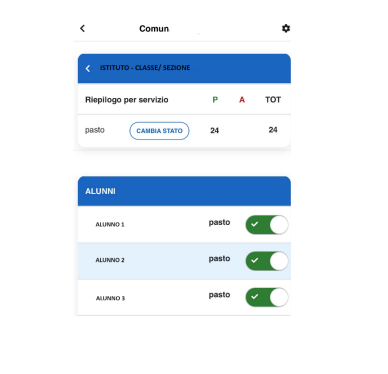 Comun
ISTITUTO - CLASSE/ SEZIONE
Riepilogo per servizio P A TOT
pasto CAMBIA STATO 24 24
ALUNNI
ALUNNO 1 pasto
ALUNNO 2 pasto
ALUNNO 3 pasto